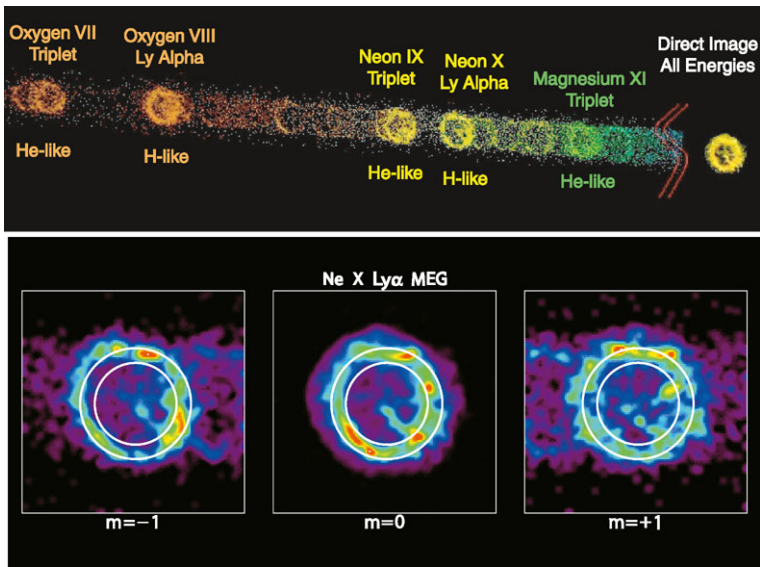 Oxygen VII
Triplet
Oxygen VIII
Ly Alpha
Neon IX
Triplet
Neon X
Ly Alpha
Magnesium XI
Triplet
Direct Image
All Energies
He-like
H-like
He-like
H-like
He-like
Ne X Lyα MEG
m=−1
m=0
m=+1